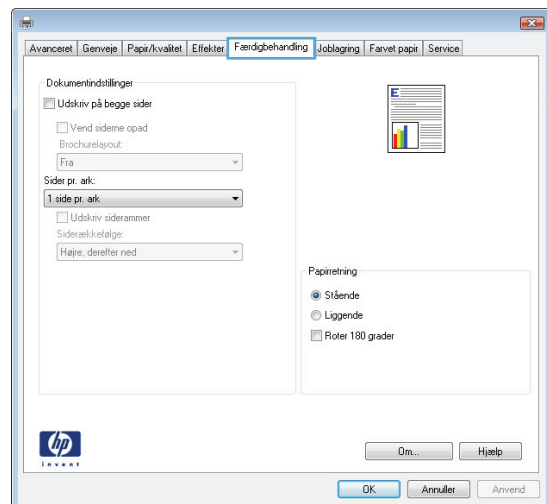 Avanceret Genveje Papir/kvalitet Effekter Færdigbehandling Joblagring Farvet papir Service
Dokumentindstillinger
Udskriv på begge sider
Vend siderne opad
Brochurelayout:
Fra
Sider pr. ark:
1 side pr. ark
Udskriv siderammer
Siderækkefølge:
Højre, derefter ned
E
Papirretning
Stående
Liggende
Roter 180 grader
hp
invent
Om... Hjælp
OK Annuller Anvend